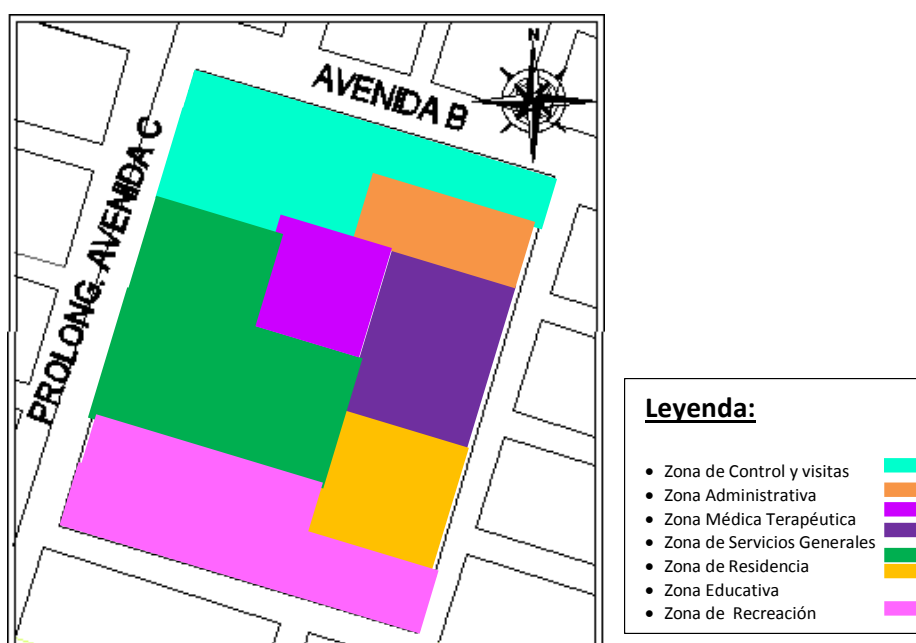 N
AVENIDA B
PROLONG. AVENIDA C
Leyenda:
• Zona de Control y visitas
• Zona Administrativa
• Zona Médica Terapéutica
• Zona de Servicios Generales
• Zona de Residencia
• Zona Educativa
• Zona de Recreación